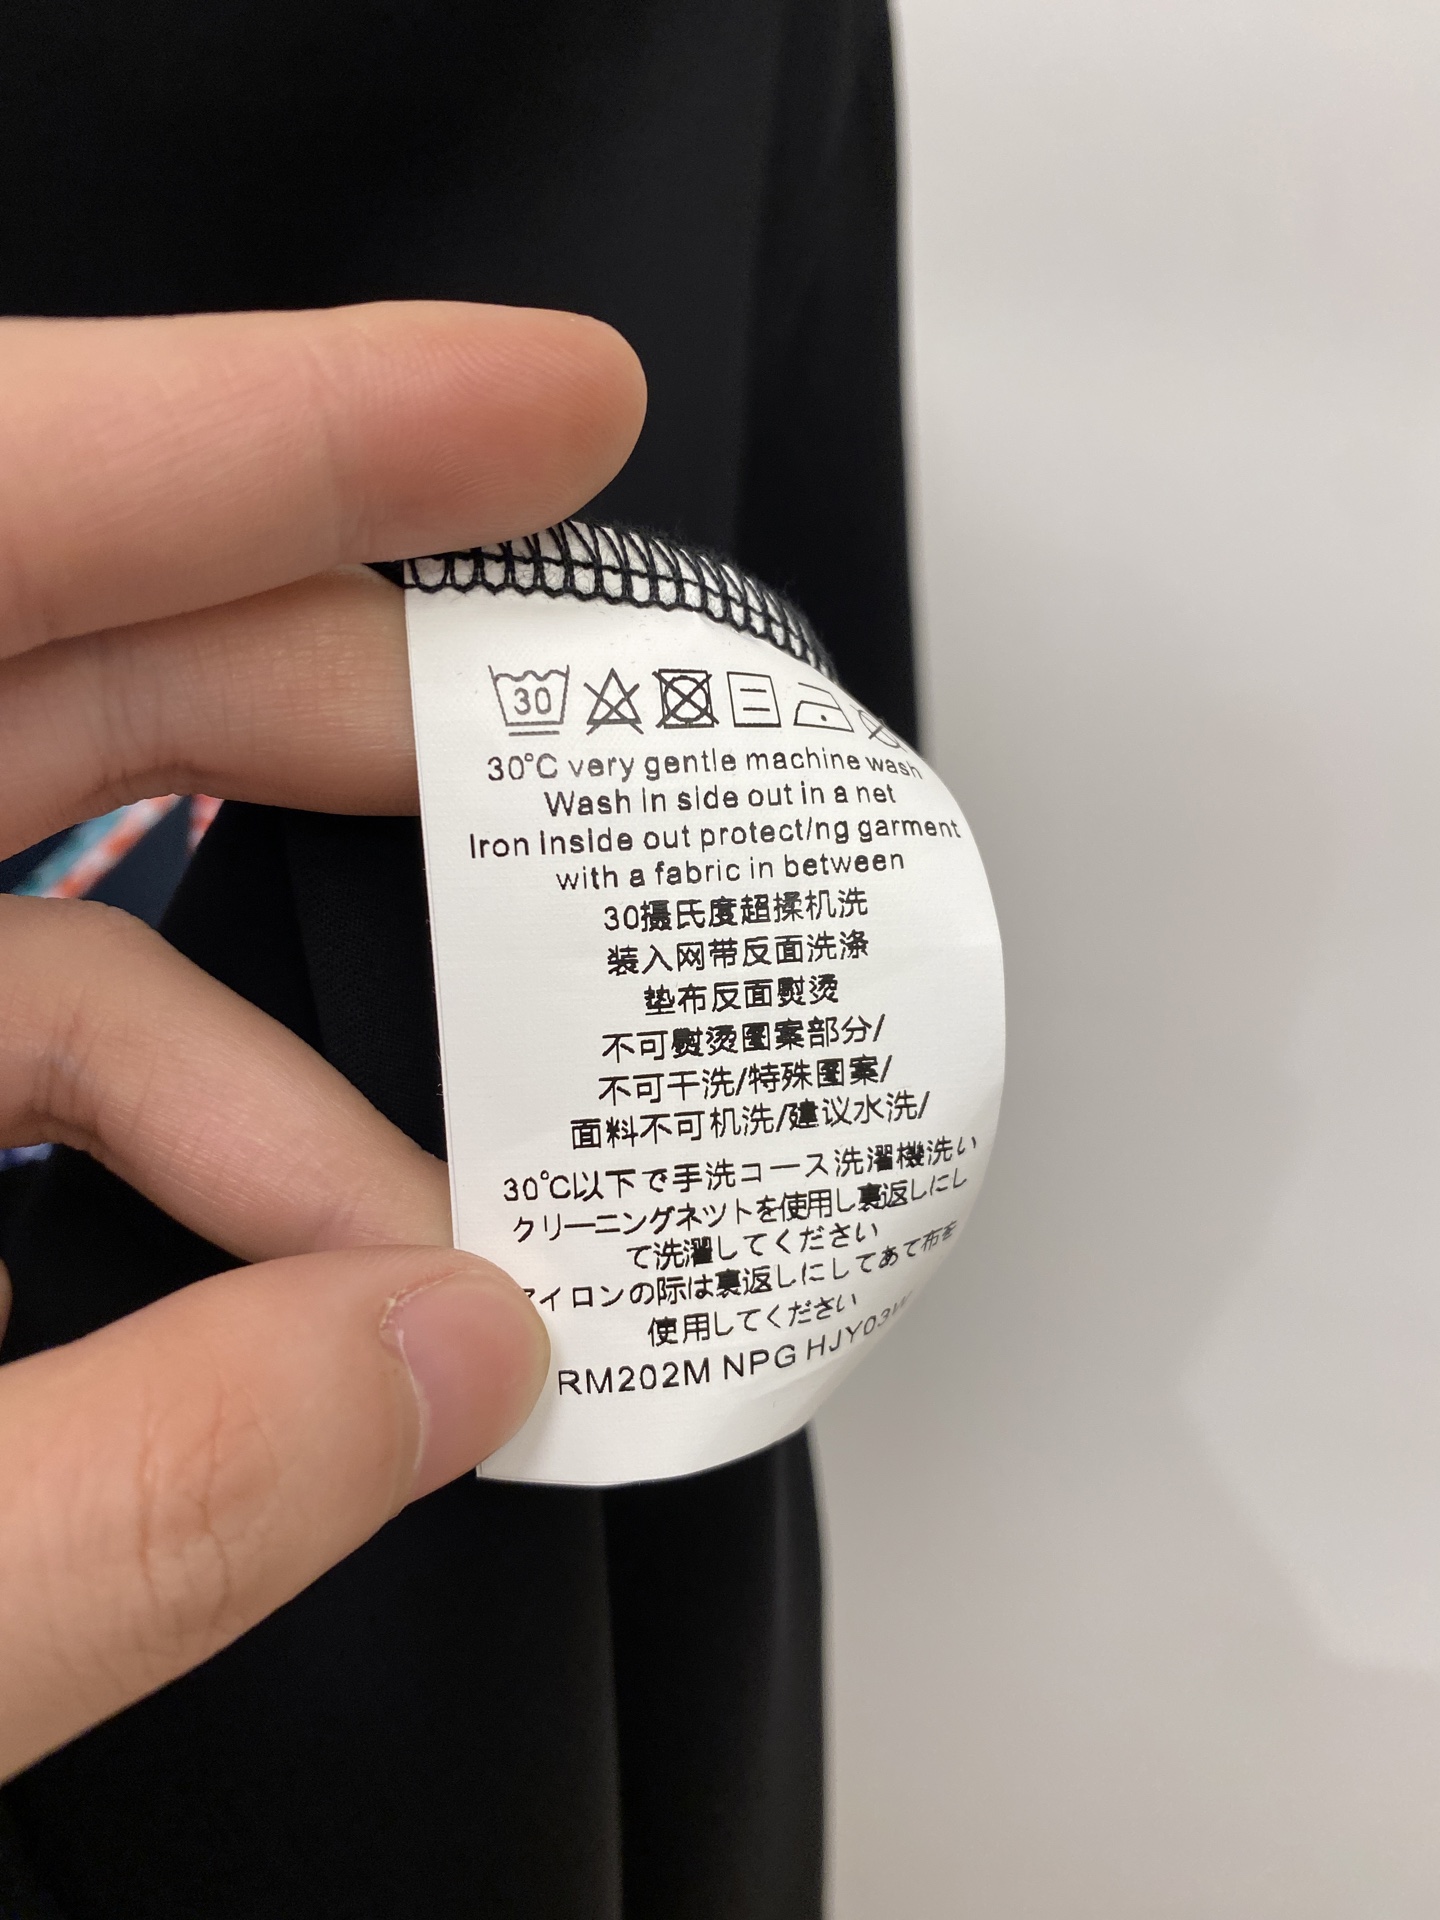 30
30°C very gentle machine wash
Wash in side out in a net
Iron inside out protect/ng garment
with a fabric in between
30摄氏度超揉机洗
装入网带反面洗涤
垫布反面熨烫
不可熨烫图案部分/
不可干洗/特殊图案/
面料不可机洗/建议水洗/
30℃以下で手洗コース洗濯機洗い
クリーニングネットを使用し裏返しにし
て洗濯してください
アイロンの際は裏返しにしてあて布を
使用してください
RM202M NPG HJY03W